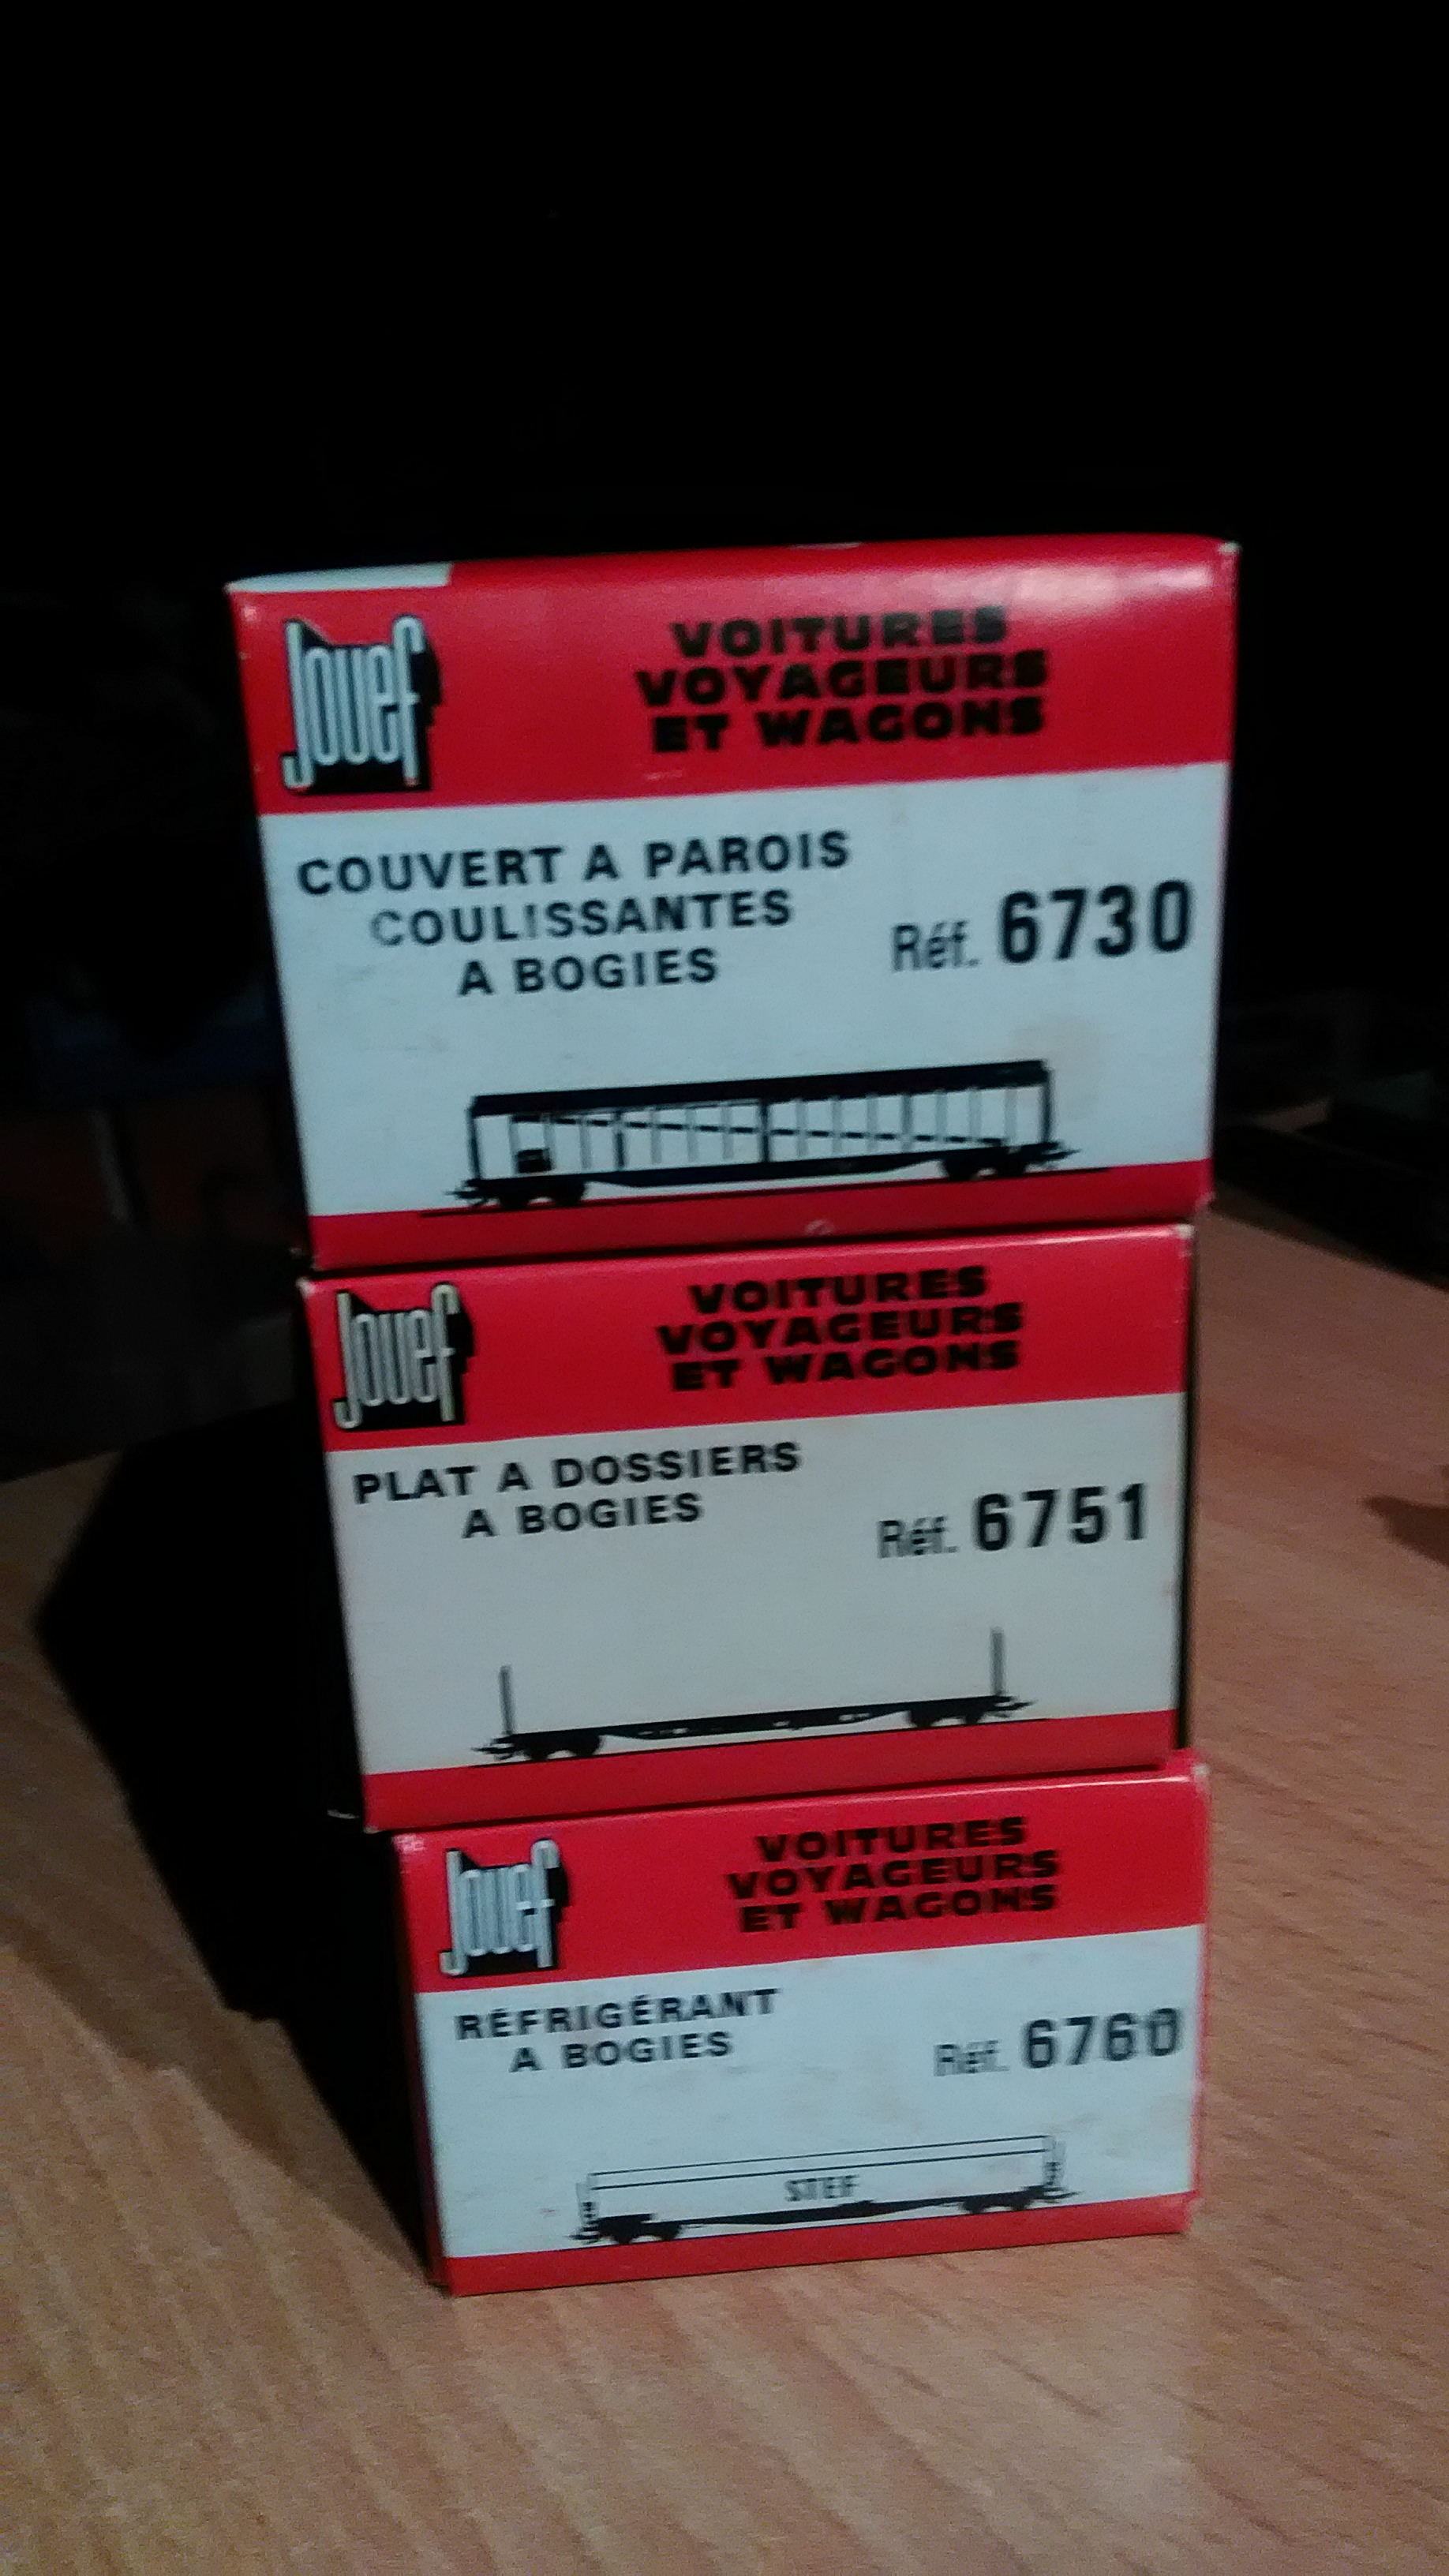 Jouef
VOITURES
VOYAGEURS
ET WAGONS
COUVERT A PAROIS
COULISSANTES
A BOGIES
Réf. 6730
Jouef
VOITURES
VOYAGEURS
ET WAGONS
PLAT A DOSSIERS
A BOGIES
Réf. 6751
Jouef
VOITURES
VOYAGEURS
ET WAGONS
RÉFRIGÉRANT
A BOGIES
Réf. 6760
STEF